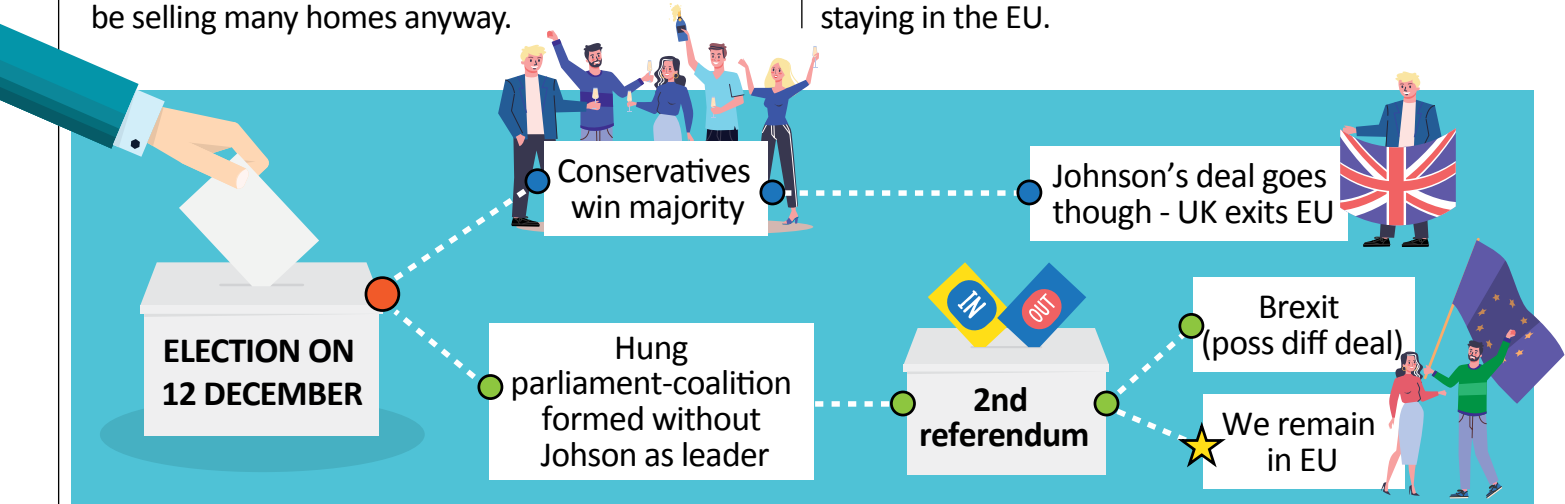 be selling many homes anyway.
staying in the EU.
Conservatives
win majority
Johnson's deal goes
though - UK exits EU
ELECTION ON
12 DECEMBER
Hung
parliament-coalition
formed without
Johson as leader
IN
OUT
2nd
referendum
Brexit
(poss diff deal)
We remain
in EU